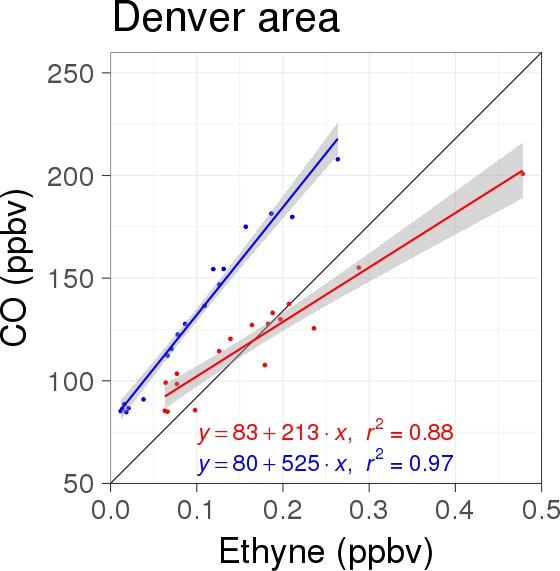 Denver area
CO (ppbv)
250
200
150
100
50
y = 83 + 213 · x, r² = 0.88
y = 80 + 525 · x, r² = 0.97
0.0 0.1 0.2 0.3 0.4 0.5
Ethyne (ppbv)